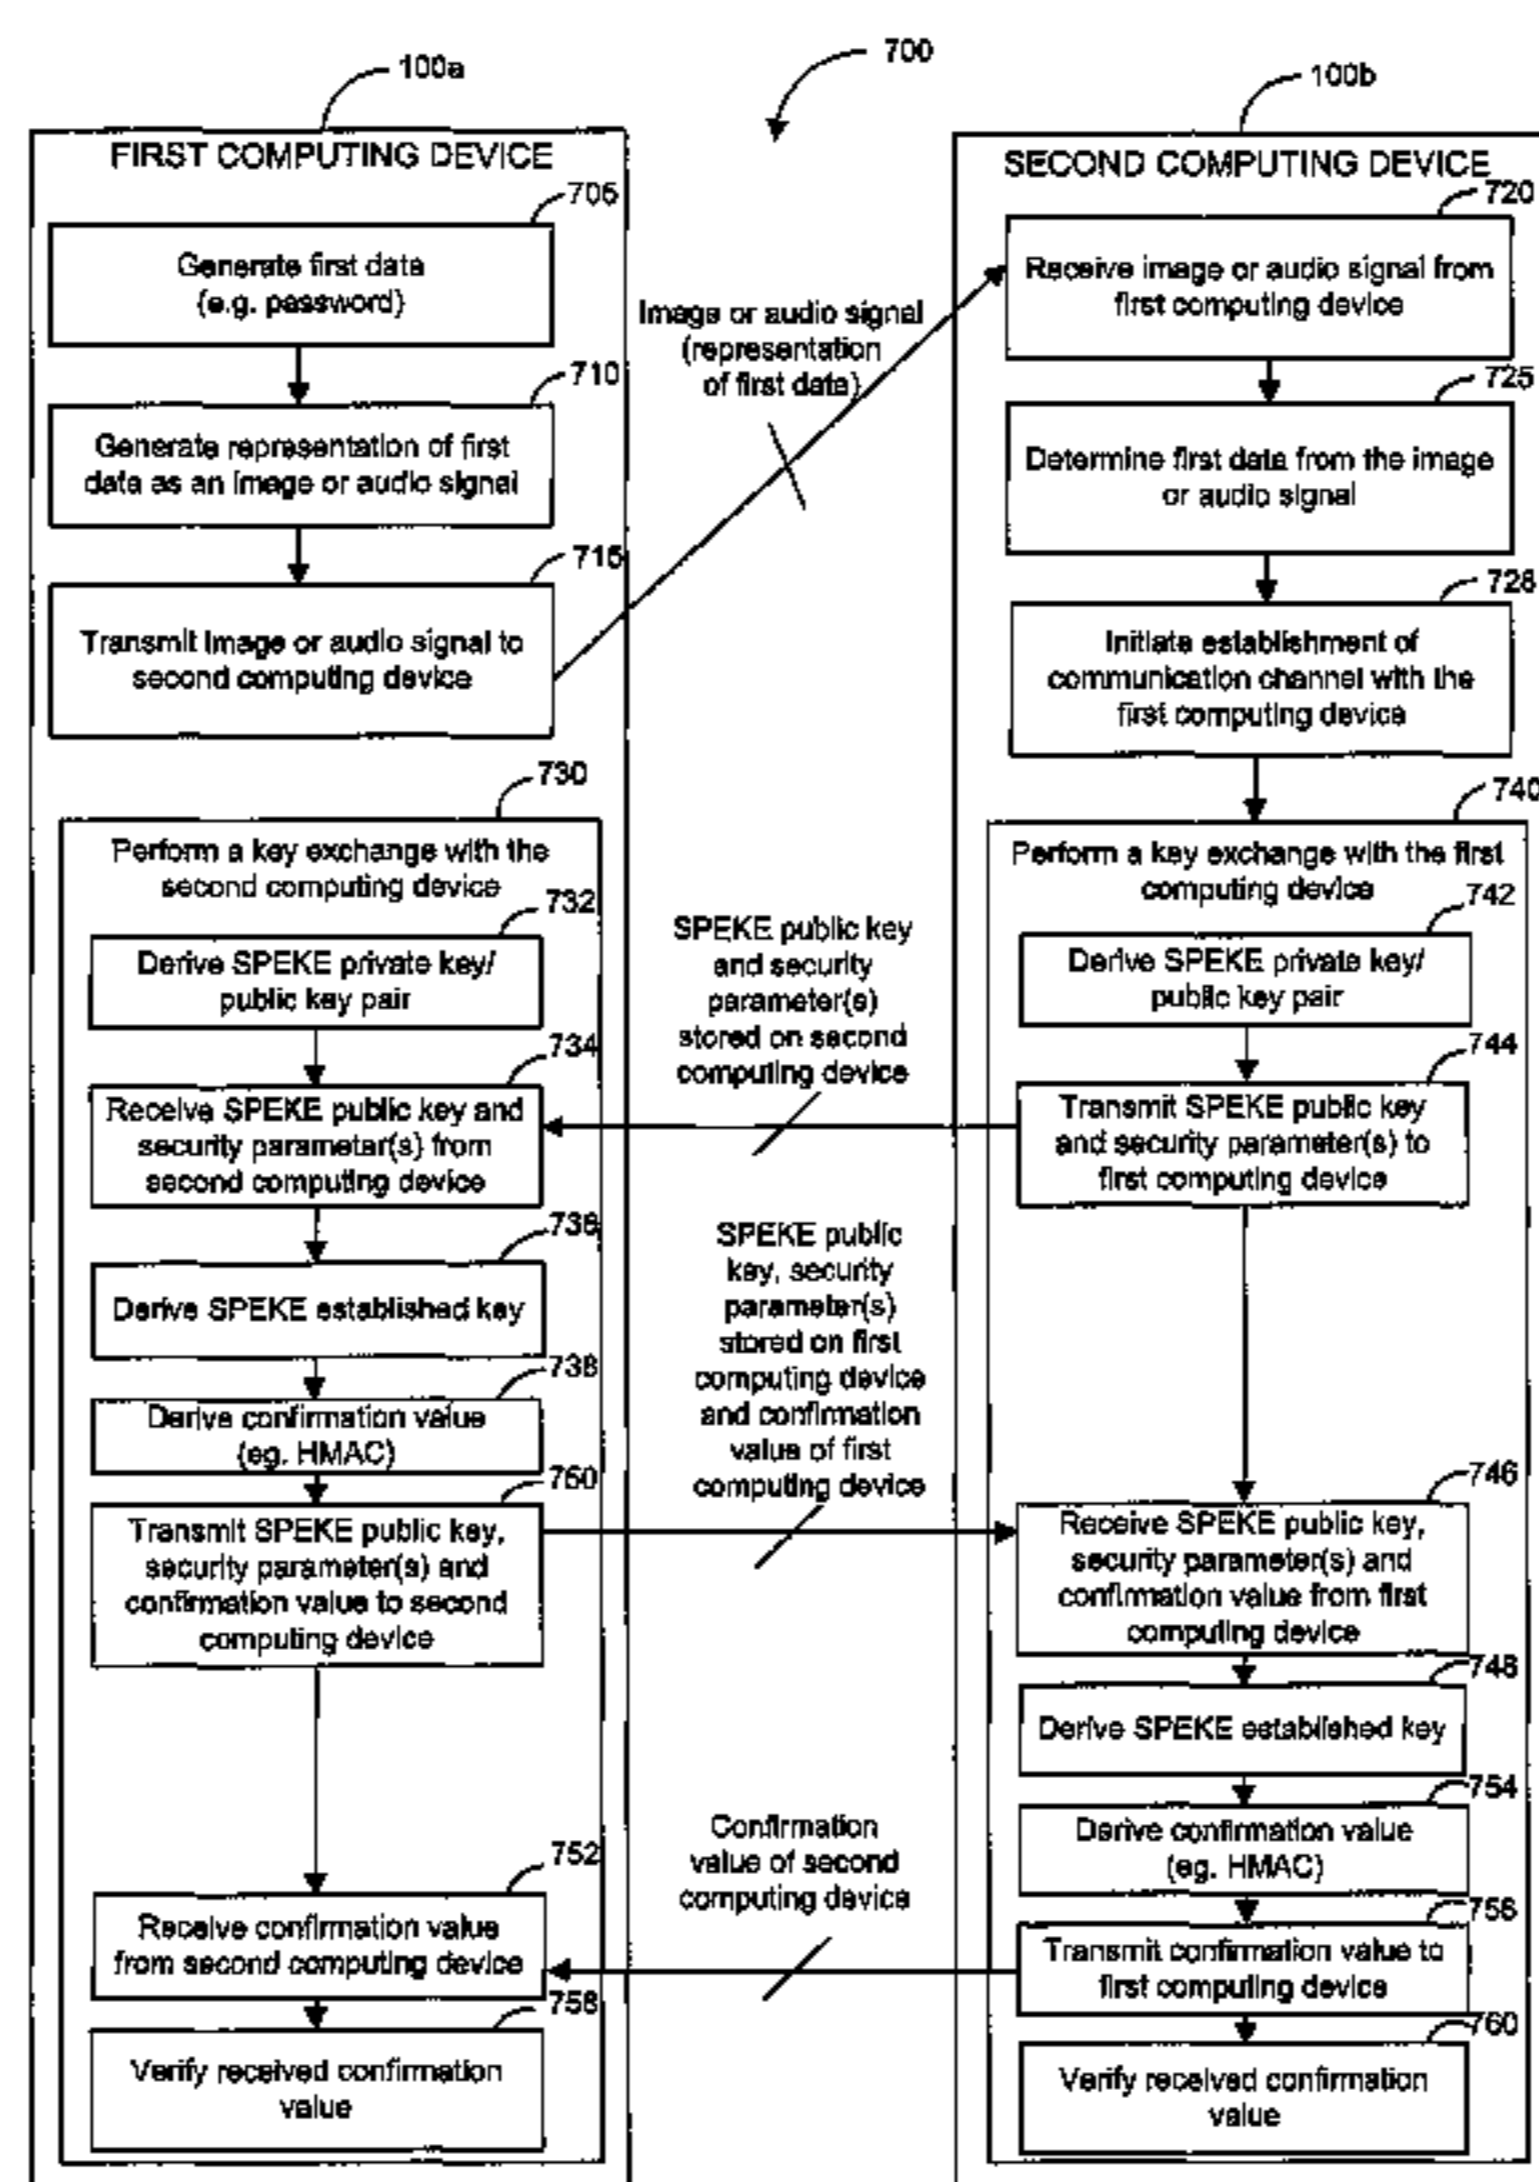 700
100a
FIRST COMPUTING DEVICE
705
Generate first data
(e.g. password)
710
Generate representation of first
data as an image or audio signal
715
Transmit image or audio signal to
second computing device
Image or audio signal
(representation
of first data)
100b
SECOND COMPUTING DEVICE
720
Receive image or audio signal from
first computing device
725
Determine first data from the image
or audio signal
728
Initiate establishment of
communication channel with the
first computing device
730
Perform a key exchange with the
second computing device
732
Derive SPEKE private key/
public key pair
734
Receive SPEKE public key and
security parameter(s) from
second computing device
736
Derive SPEKE established key
738
Derive confirmation value
(eg. HMAC)
750
Transmit SPEKE public key,
security parameter(s) and
confirmation value to second
computing device
752
Receive confirmation value
from second computing device
758
Verify received confirmation
value
SPEKE public key
and security
parameter(s)
stored on second
computing device
SPEKE public
key, security
parameter(s)
stored on first
computing device
and confirmation
value of first
computing device
Confirmation
value of second
computing device
740
Perform a key exchange with the first
computing device
742
Derive SPEKE private key/
public key pair
744
Transmit SPEKE public key
and security parameter(s) to
first computing device
746
Receive SPEKE public key,
security parameter(s) and
confirmation value from first
computing device
748
Derive SPEKE established key
754
Derive confirmation value
(eg. HMAC)
756
Transmit confirmation value to
first computing device
760
Verify received confirmation
value